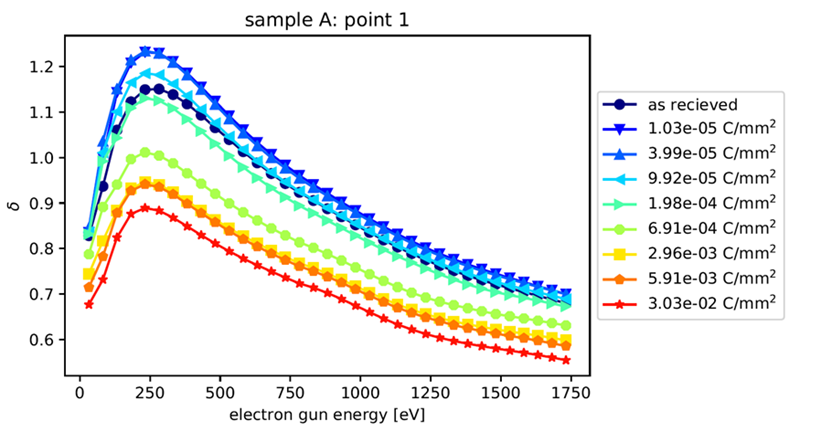 sample A: point 1
1.2
1.1
1.0
0.9
0.8
0.7
0.6
δ
0 250 500 750 1000 1250 1500 1750
electron gun energy [eV]
as recieved
1.03e-05 C/mm²
3.99e-05 C/mm²
9.92e-05 C/mm²
1.98e-04 C/mm²
6.91e-04 C/mm²
2.96e-03 C/mm²
5.91e-03 C/mm²
3.03e-02 C/mm²